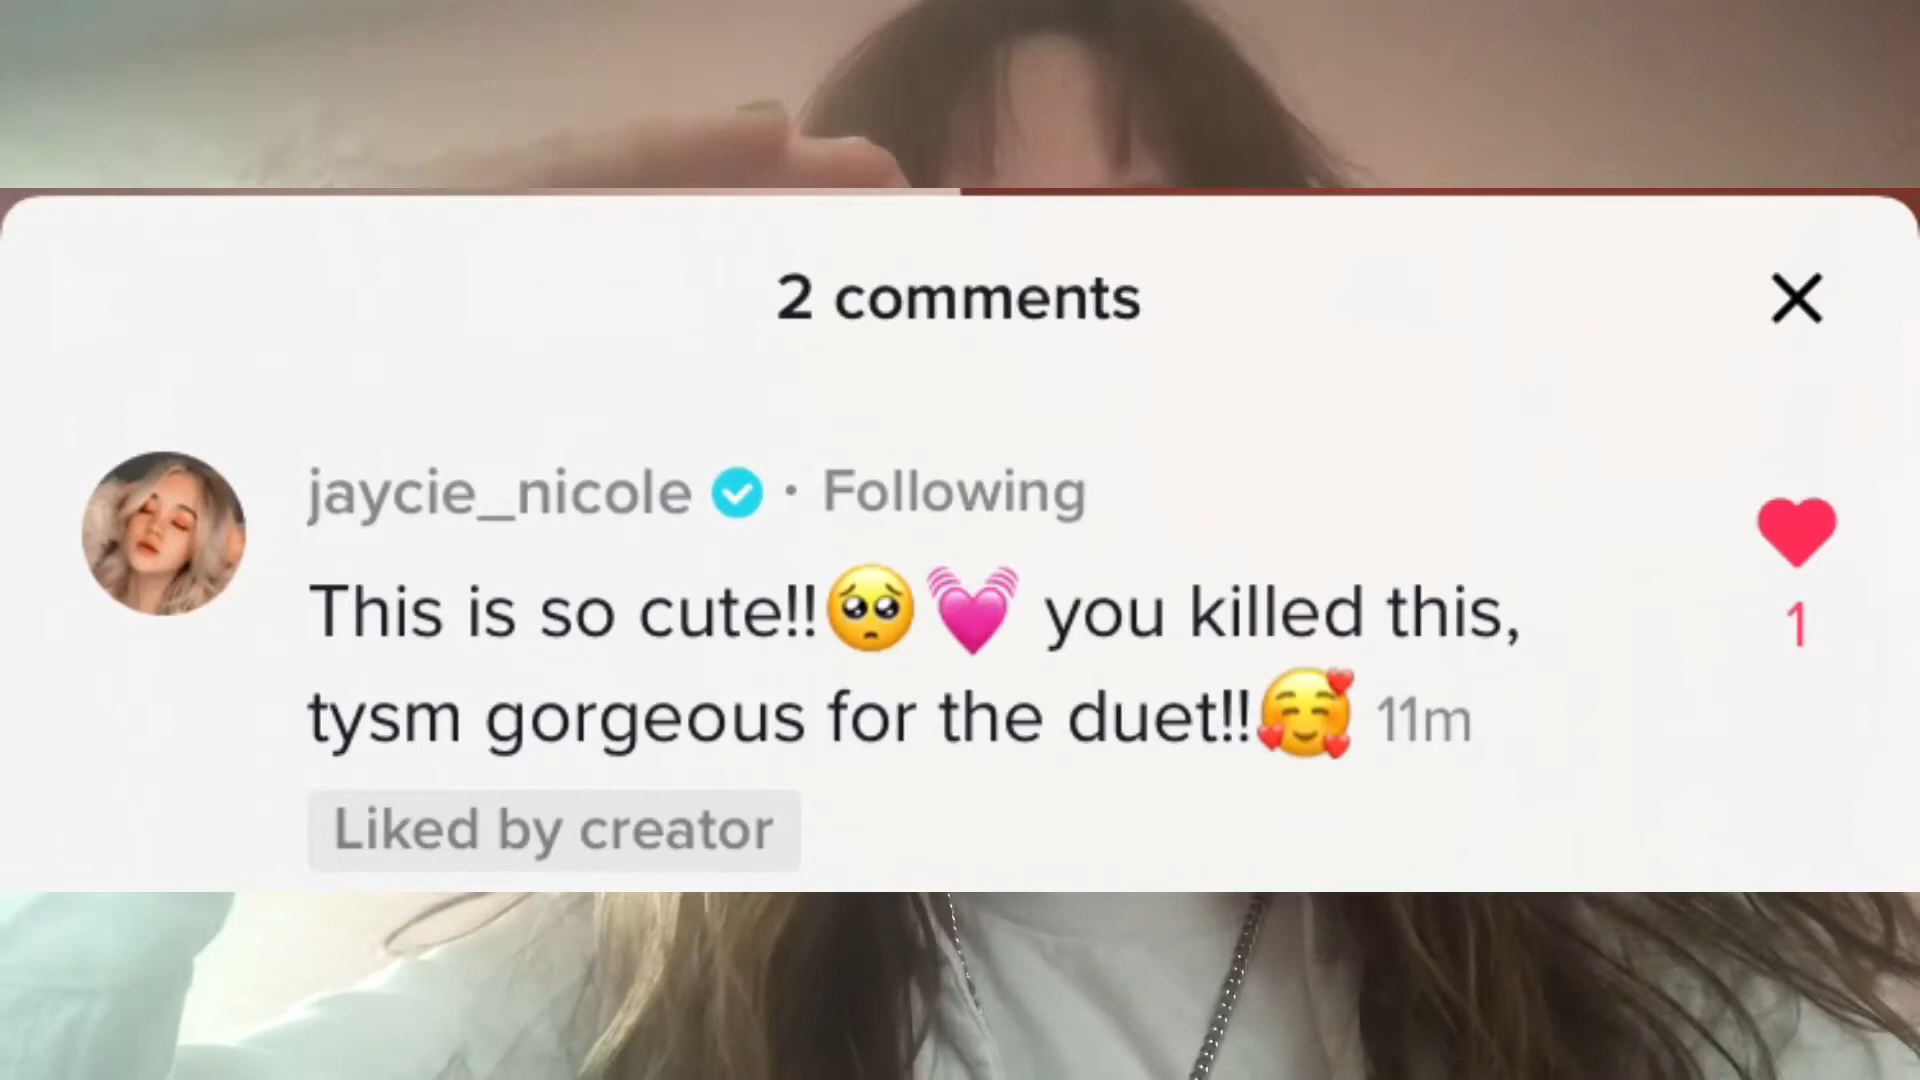 2 comments
jaycie_nicole · Following
This is so cute!!🥺💓 you killed this,
tysm gorgeous for the duet!!🥰 11m
Liked by creator
1